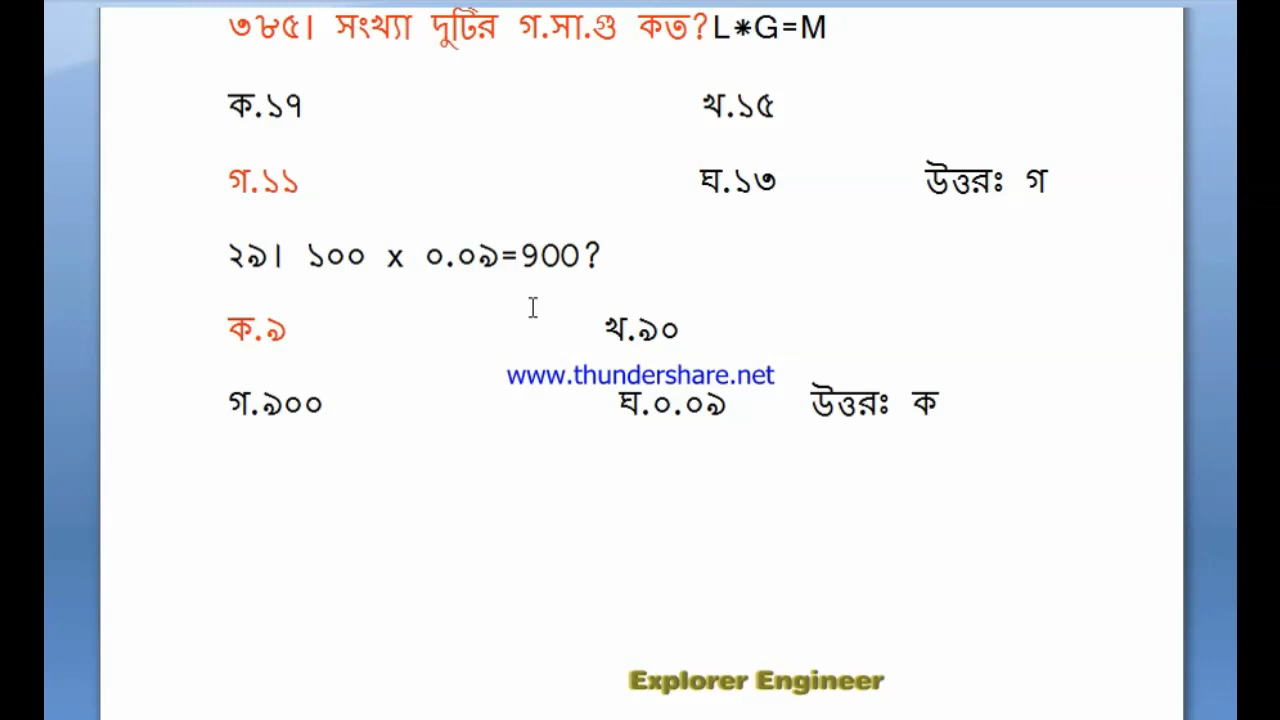 ৩৮৫। সংখ্যা দুটির গ.সা.গু কত?L*G=M
ক.১৭ খ.১৫
গ.১১ ঘ.১৩ উত্তরঃ গ
২৯। ১০০ x ০.০৯=900?
ক.৯ খ.৯০
www.thundershare.net
গ.৯০০ ঘ.০.০৯ উত্তরঃ ক
Explorer Engineer